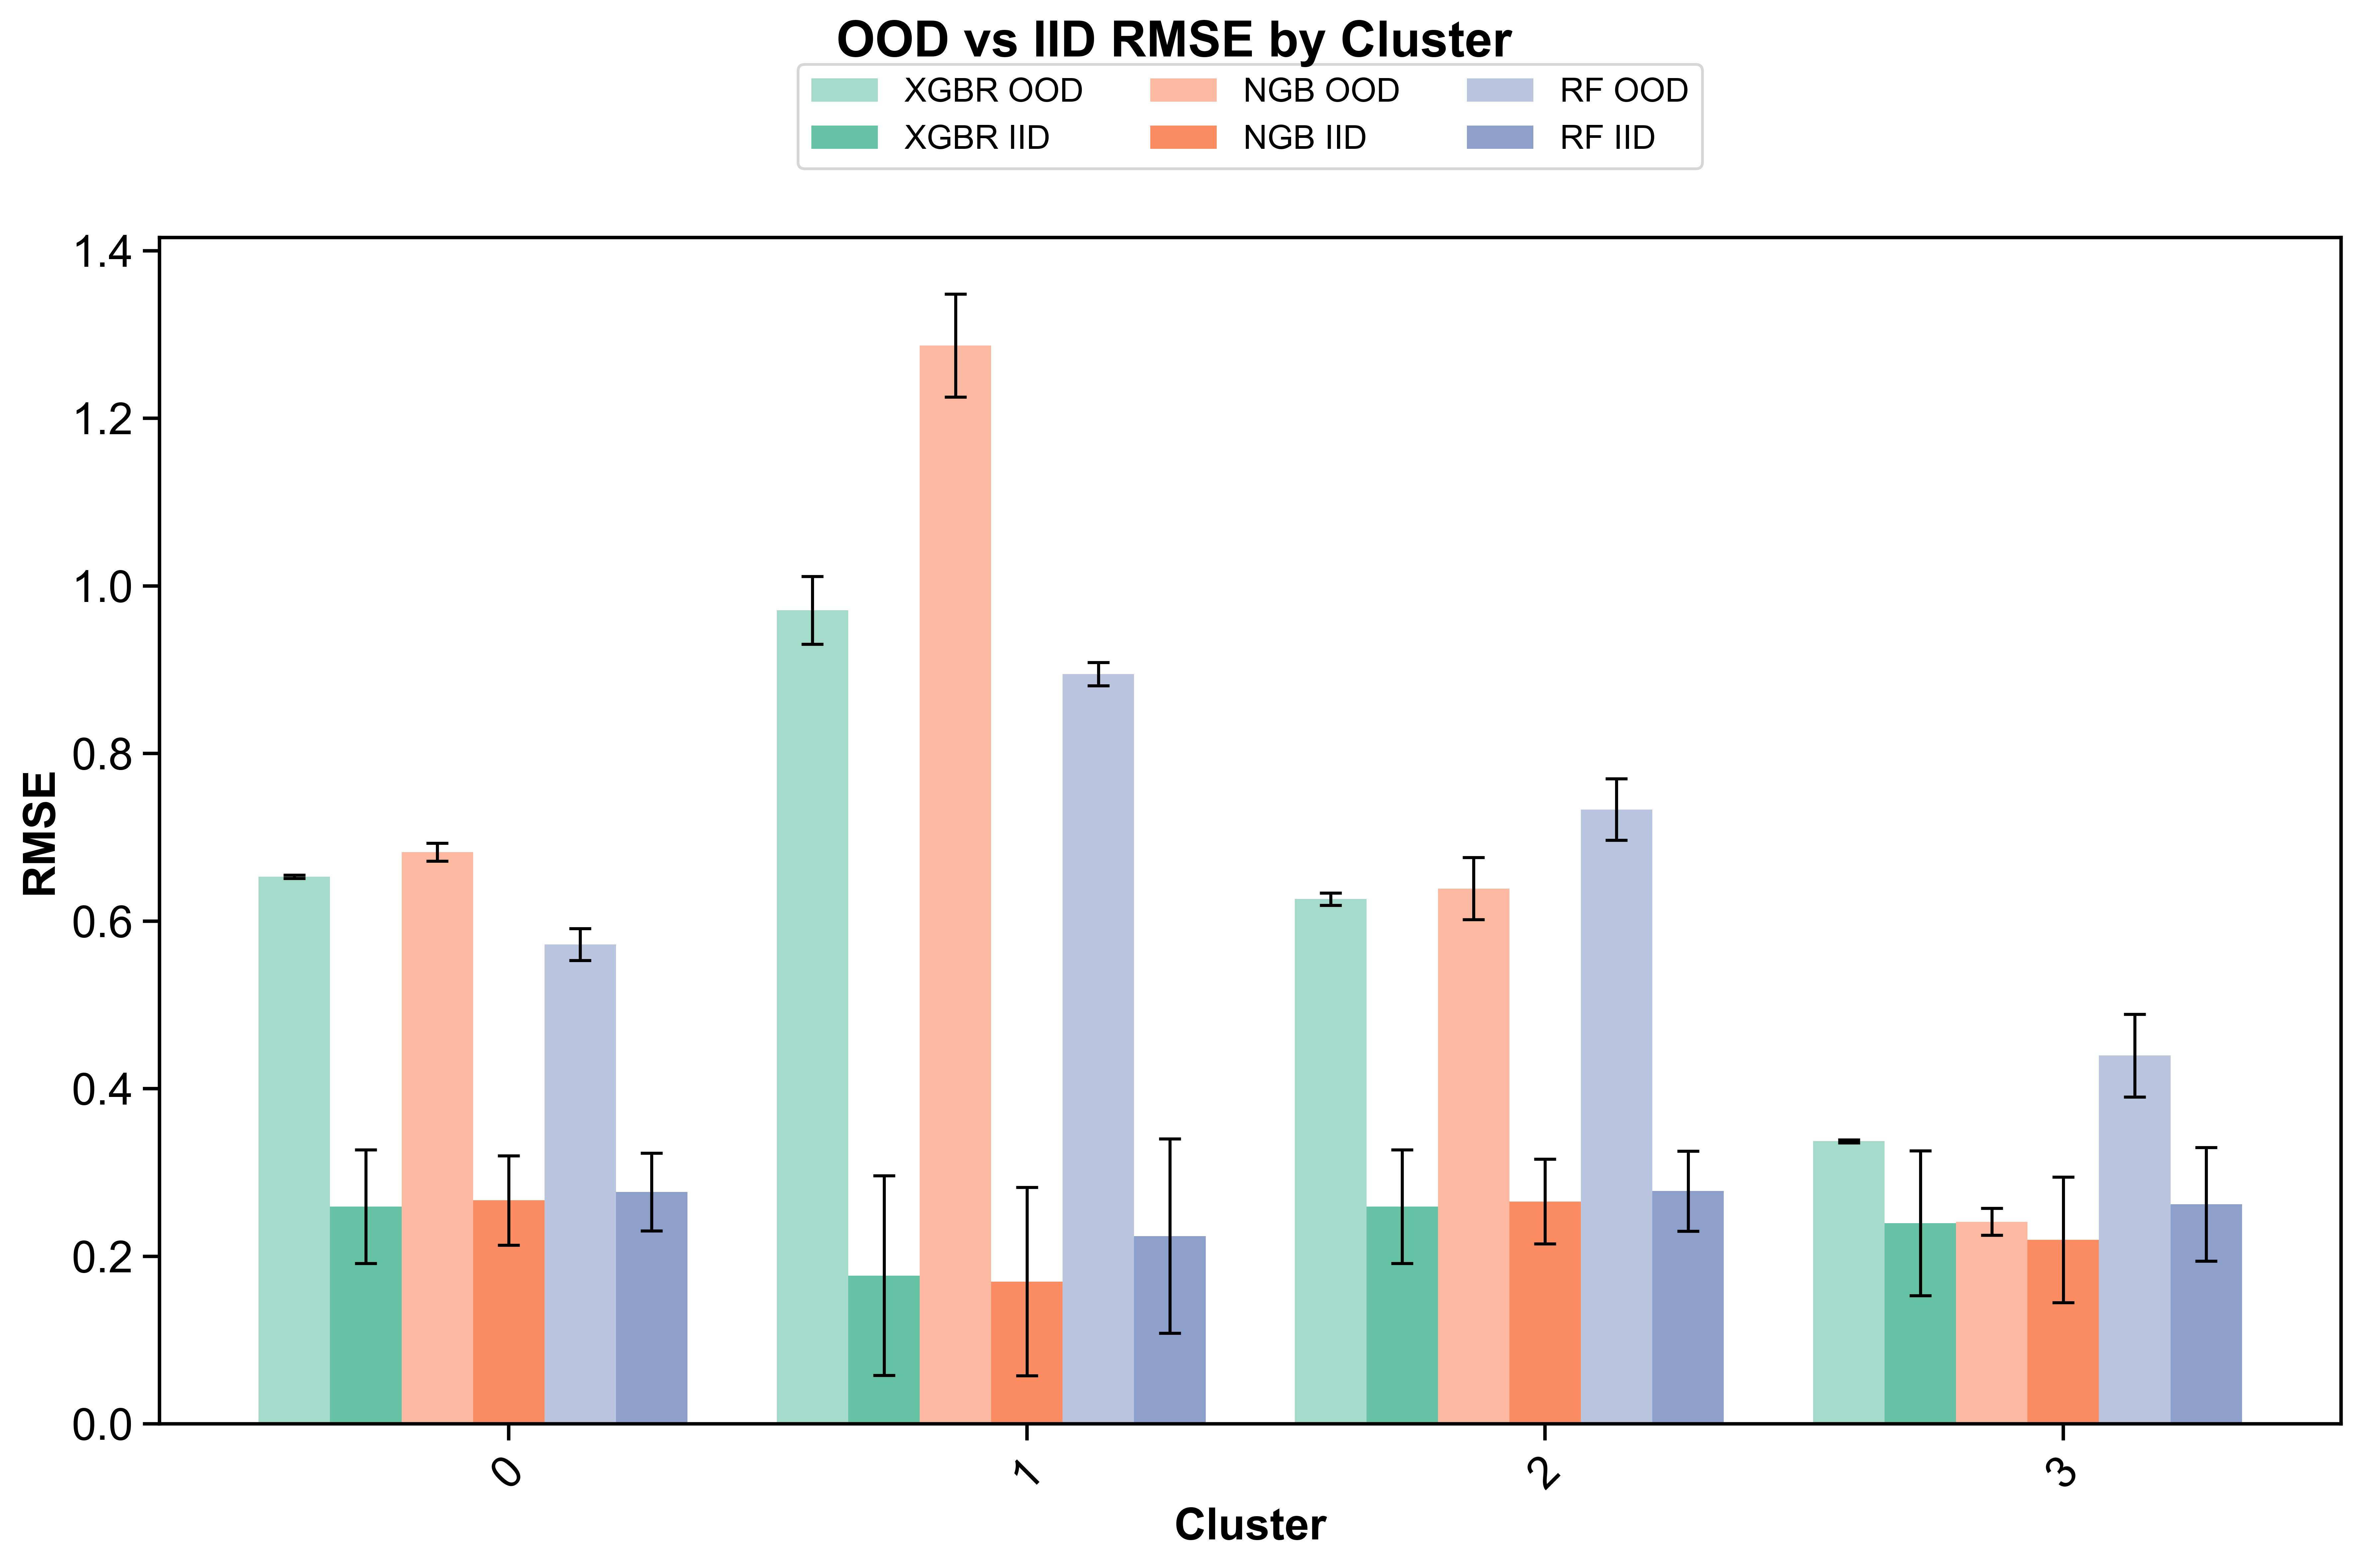 OOD vs IID RMSE by Cluster
XGBR OOD NGB OOD RF OOD
XGBR IID NGB IID RF IID
1.4
1.2
1.0
0.8
0.6
0.4
0.2
0.0
RMSE
0 1 2 3
Cluster